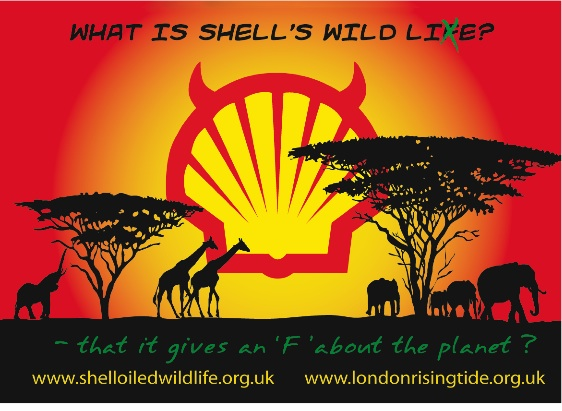 WHAT IS SHELL'S WILD LIFE?
- that it gives an 'F' about the planet?
www.shelloiledwildlife.org.uk www.londonrisingtide.org.uk